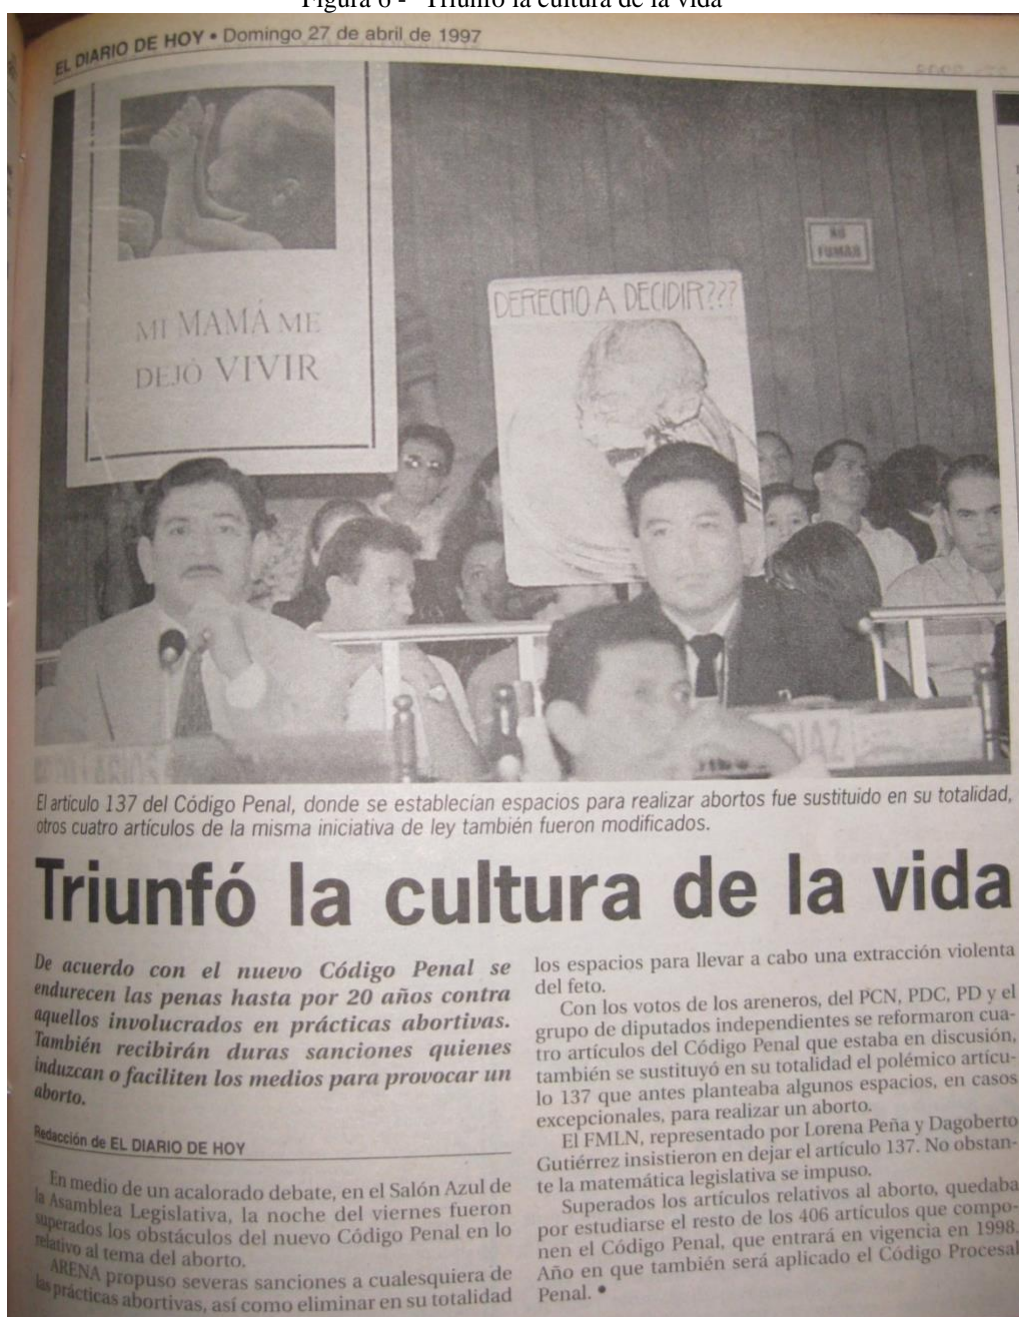 Figura 6 - "Triunfó la cultura de la vida"
EL DIARIO DE HOY • Domingo 27 de abril de 1997
MI MAMÁ ME
DEJÓ VIVIR
DERECHO A DECIDIR???
NO
FUMAR
DIAZ
El artículo 137 del Código Penal, donde se establecían espacios para realizar abortos fue sustituido en su totalidad,
otros cuatro artículos de la misma iniciativa de ley también fueron modificados.
Triunfó la cultura de la vida
De acuerdo con el nuevo Código Penal se
endurecen las penas hasta por 20 años contra
aquellos involucrados en prácticas abortivas.
También recibirán duras sanciones quienes
induzcan o faciliten los medios para provocar un
aborto.
Redacción de EL DIARIO DE HOY
En medio de un acalorado debate, en el Salón Azul de
la Asamblea Legislativa, la noche del viernes fueron
superados los obstáculos del nuevo Código Penal en lo
relativo al tema del aborto.
ARENA propuso severas sanciones a cualesquiera de
las prácticas abortivas, así como eliminar en su totalidad
los espacios para llevar a cabo una extracción violenta
del feto.
Con los votos de los areneros, del PCN, PDC, PD y el
grupo de diputados independientes se reformaron cua-
tro artículos del Código Penal que estaba en discusión,
también se sustituyó en su totalidad el polémico artícu-
lo 137 que antes planteaba algunos espacios, en casos
excepcionales, para realizar un aborto.
El FMLN, representado por Lorena Peña y Dagoberto
Gutiérrez insistieron en dejar el artículo 137. No obstan-
te la matemática legislativa se impuso.
Superados los artículos relativos al aborto, quedaba
por estudiarse el resto de los 406 artículos que compo-
nen el Código Penal, que entrará en vigencia en 1998.
Año en que también será aplicado el Código Procesal
Penal. •